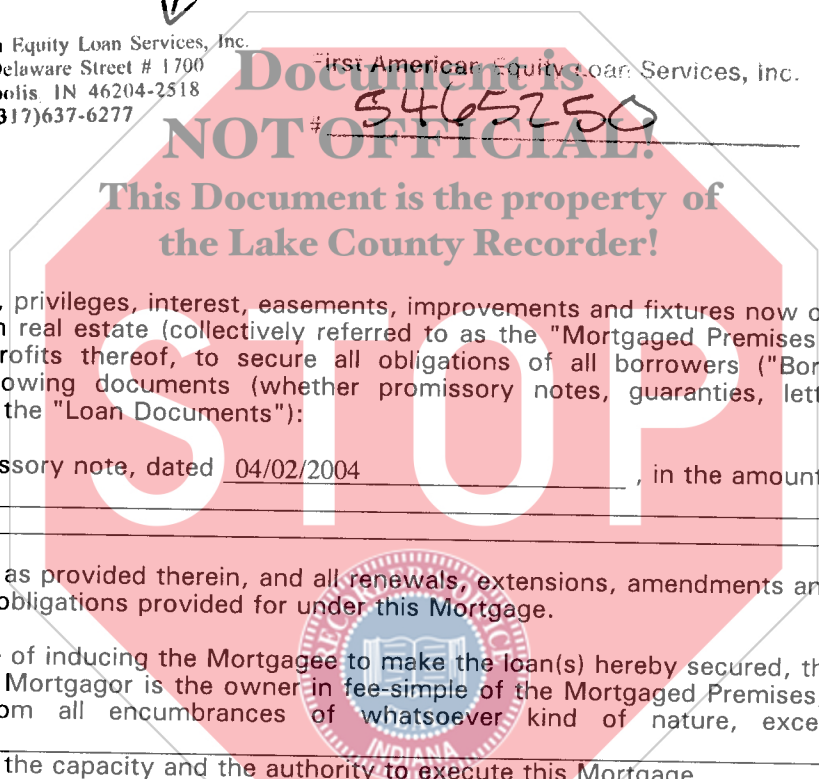 Equity Loan Services, Inc.
Delaware Street # 1700
IN 46204-2518
317)637-6277
First American Equity Loan Services, Inc.
# 5465250
Document is
NOT OFFICIAL!
This Document is the property of
the Lake County Recorder!
STOP
, privileges, interest, easements, improvements and fixtures now o
n real estate (collectively referred to as the "Mortgaged Premises
rofits thereof, to secure all obligations of all borrowers ("Bor
owing documents (whether promissory notes, guaranties, lett
the "Loan Documents"):
ssory note, dated 04/02/2004 , in the amount
as provided therein, and all renewals, extensions, amendments an
obligations provided for under this Mortgage.
of inducing the Mortgagee to make the loan(s) hereby secured, th
Mortgagor is the owner in fee-simple of the Mortgaged Premises,
om all encumbrances of whatsoever kind of nature, exce
the capacity and the authority to execute this Mortgage
RECORDER'S OFFICE
INDIANA